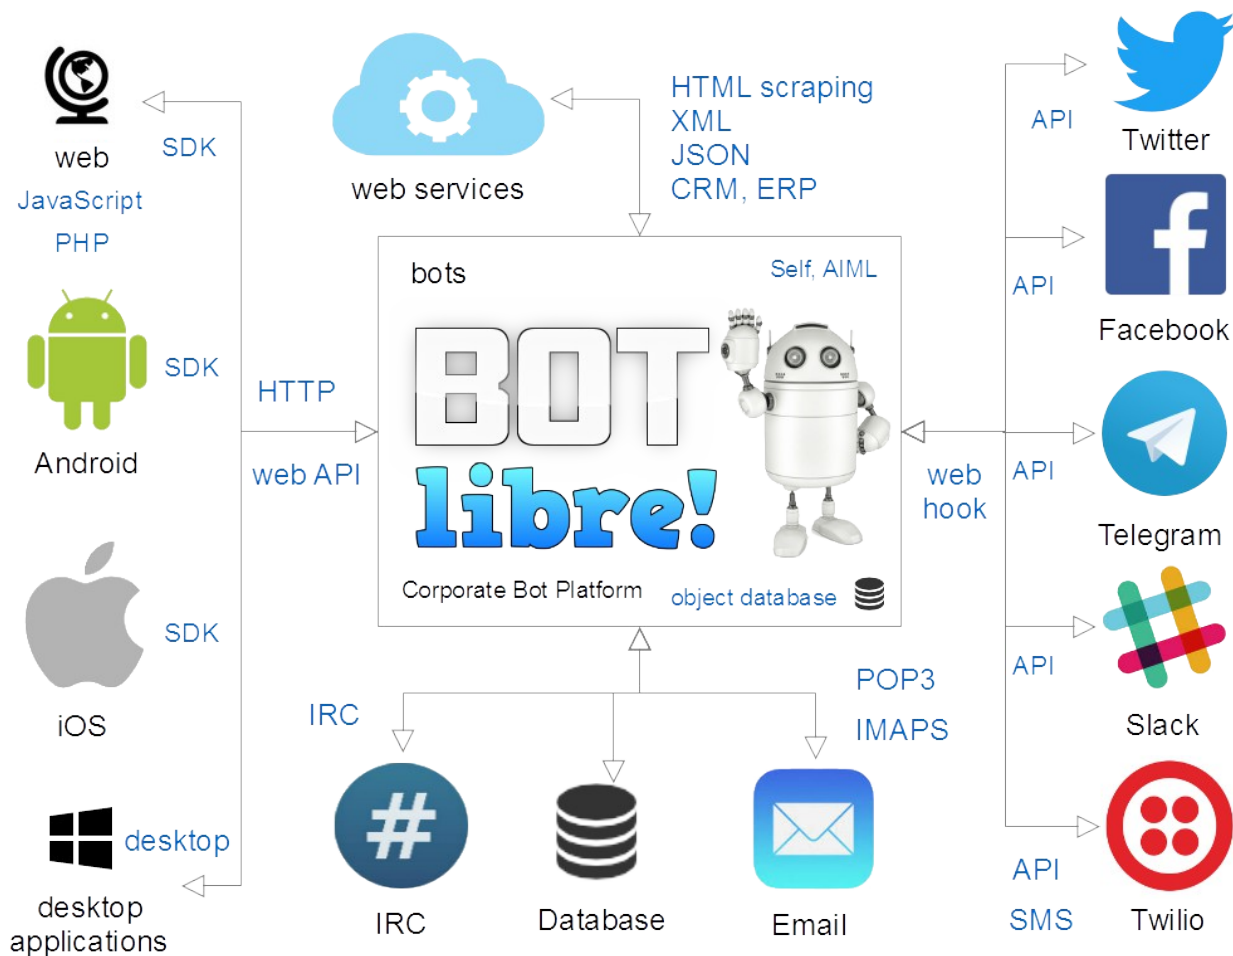 web
SDK
JavaScript
PHP
Android
SDK
iOS
SDK
desktop
desktop
applications
HTTP
web API
web services
HTML scraping
XML
JSON
CRM, ERP
bots
Self, AIML
BOT
libre!
Corporate Bot Platform
object database
IRC
IRC
Database
POP3
IMAPS
Email
web
hook
API
Twitter
API
Facebook
API
Telegram
API
Slack
API
SMS
Twilio